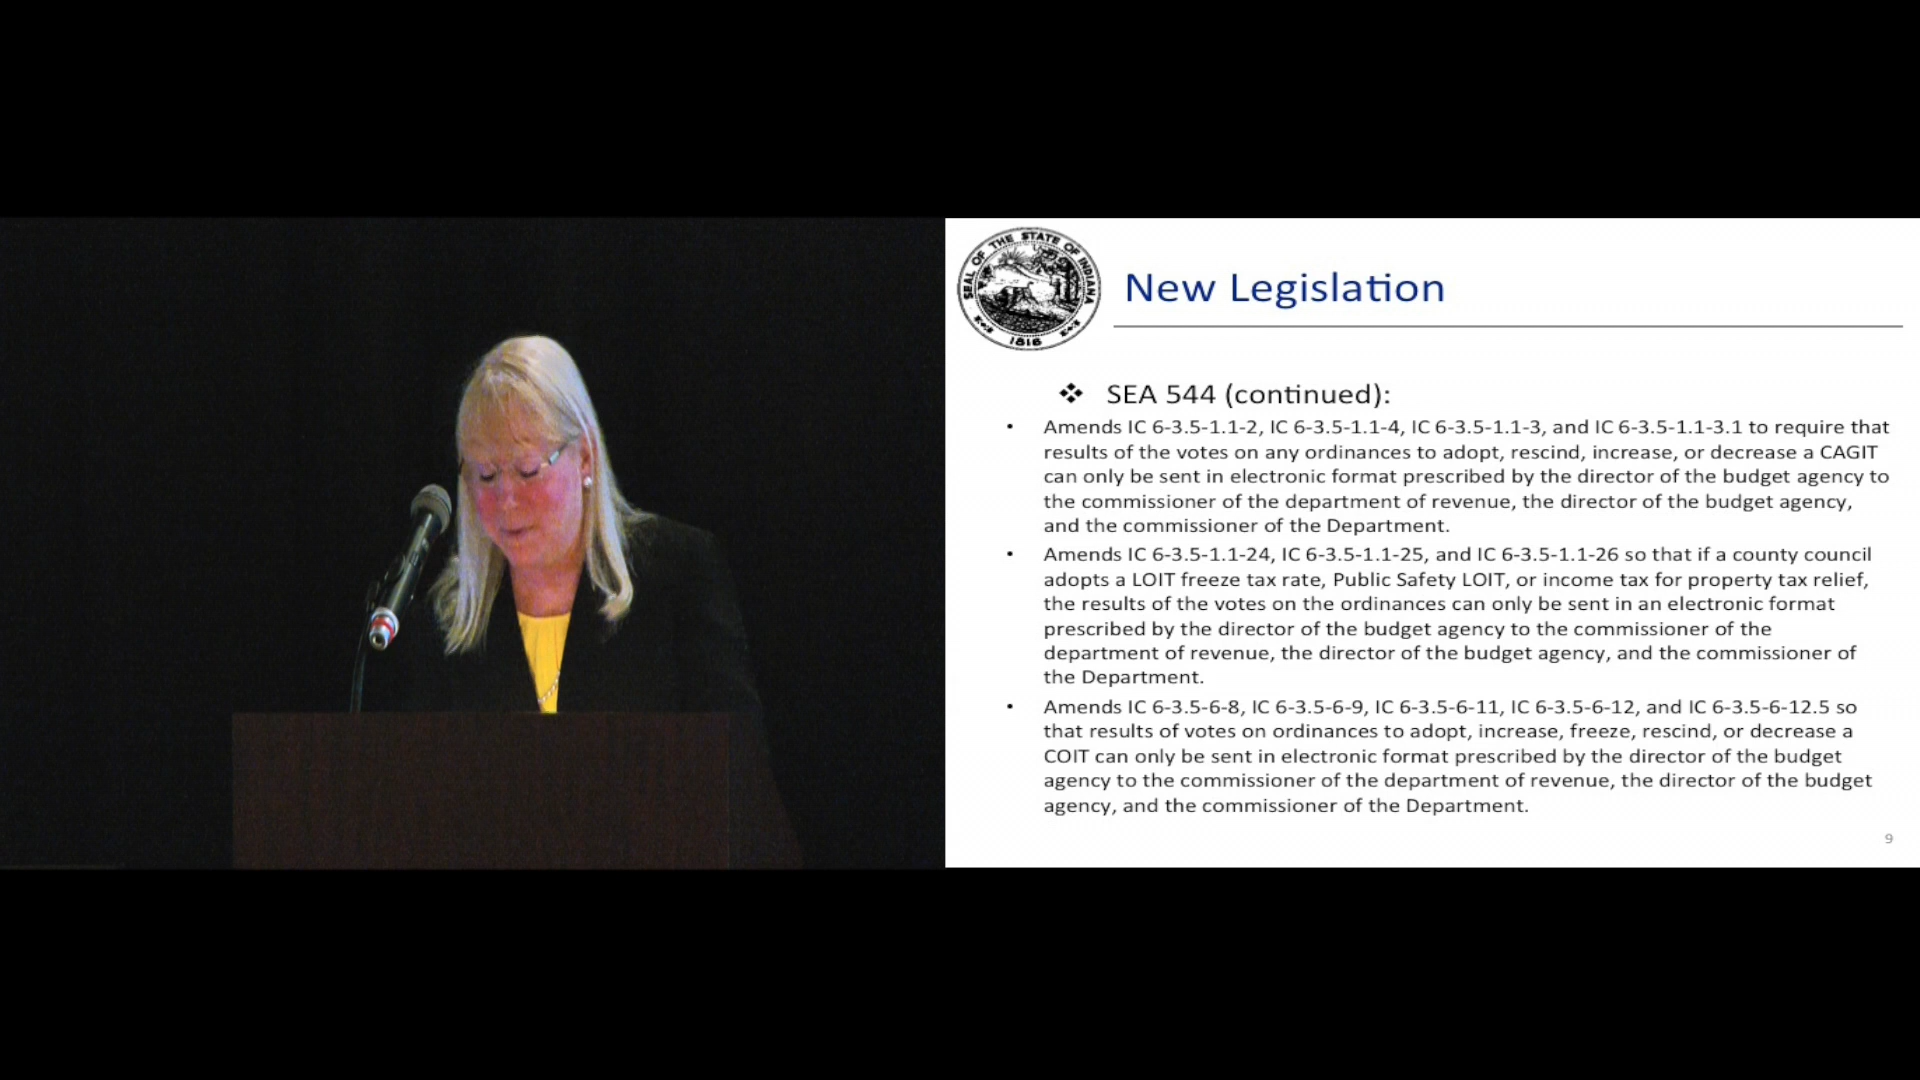 SEAL OF THE STATE OF INDIANA
1816
New Legislation
❖ SEA 544 (continued):
• Amends IC 6-3.5-1.1-2, IC 6-3.5-1.1-4, IC 6-3.5-1.1-3, and IC 6-3.5-1.1-3.1 to require that
results of the votes on any ordinances to adopt, rescind, increase, or decrease a CAGIT
can only be sent in electronic format prescribed by the director of the budget agency to
the commissioner of the department of revenue, the director of the budget agency,
and the commissioner of the Department.
• Amends IC 6-3.5-1.1-24, IC 6-3.5-1.1-25, and IC 6-3.5-1.1-26 so that if a county council
adopts a LOIT freeze tax rate, Public Safety LOIT, or income tax for property tax relief,
the results of the votes on the ordinances can only be sent in an electronic format
prescribed by the director of the budget agency to the commissioner of the
department of revenue, the director of the budget agency, and the commissioner of
the Department.
• Amends IC 6-3.5-6-8, IC 6-3.5-6-9, IC 6-3.5-6-11, IC 6-3.5-6-12, and IC 6-3.5-6-12.5 so
that results of votes on ordinances to adopt, increase, freeze, rescind, or decrease a
COIT can only be sent in electronic format prescribed by the director of the budget
agency to the commissioner of the department of revenue, the director of the budget
agency, and the commissioner of the Department.
9